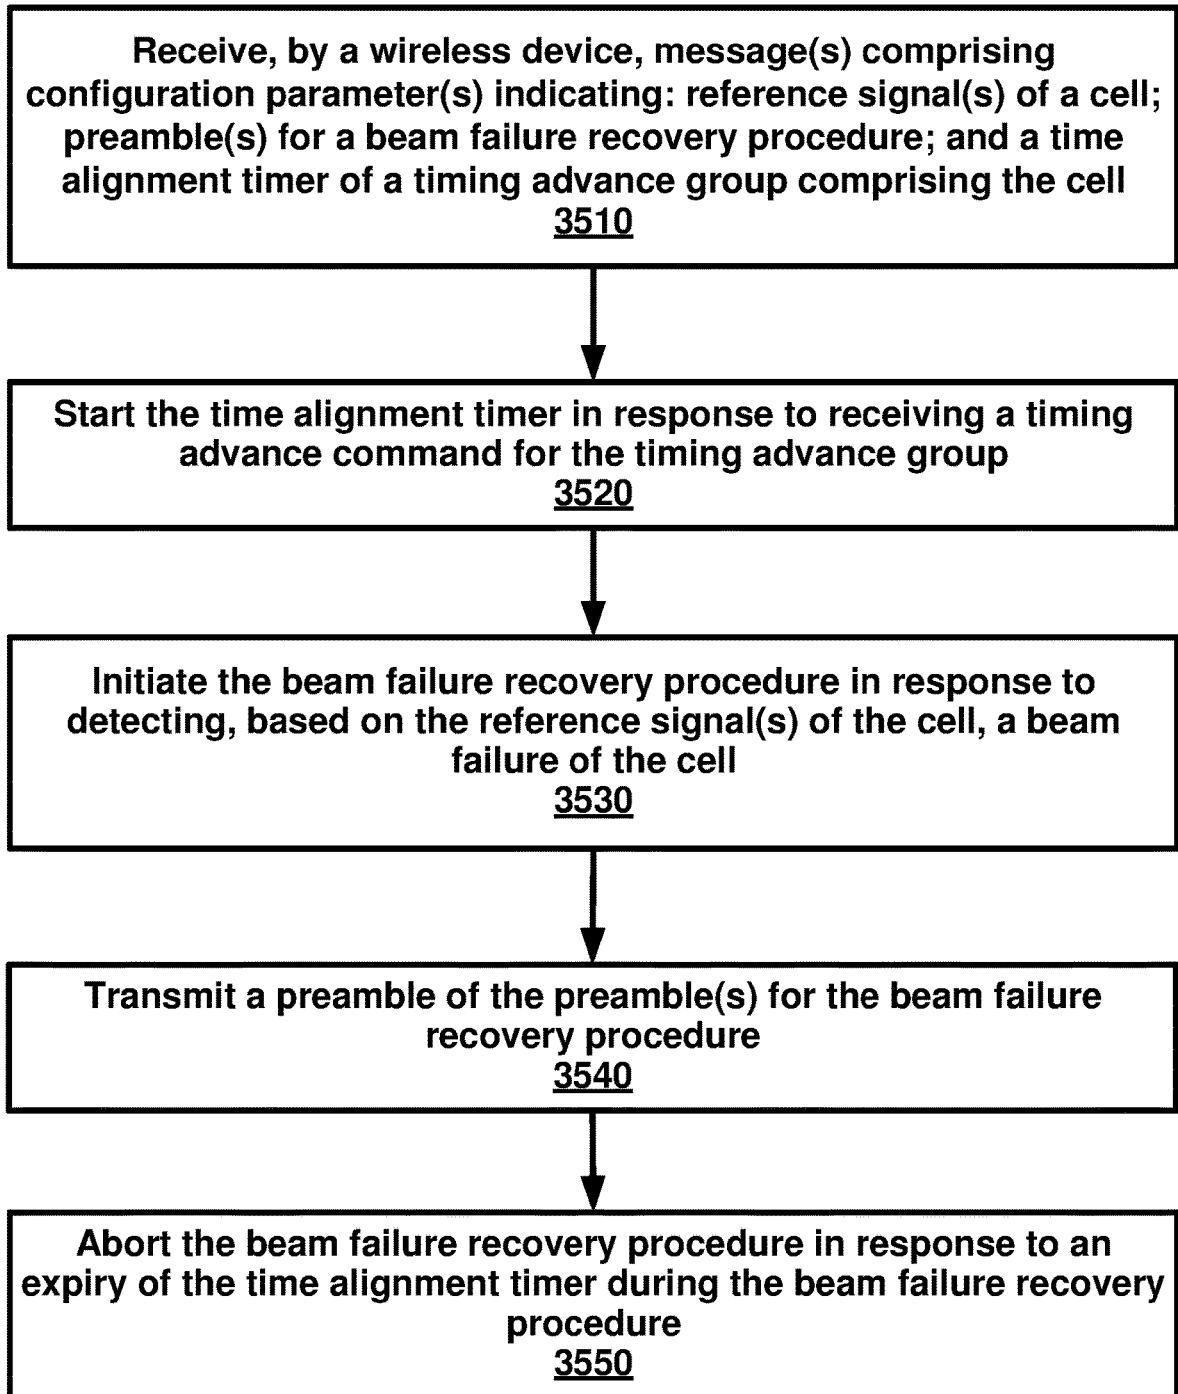 Receive, by a wireless device, message(s) comprising
configuration parameter(s) indicating: reference signal(s) of a cell;
preamble(s) for a beam failure recovery procedure; and a time
alignment timer of a timing advance group comprising the cell
3510
Start the time alignment timer in response to receiving a timing
advance command for the timing advance group
3520
Initiate the beam failure recovery procedure in response to
detecting, based on the reference signal(s) of the cell, a beam
failure of the cell
3530
Transmit a preamble of the preamble(s) for the beam failure
recovery procedure
3540
Abort the beam failure recovery procedure in response to an
expiry of the time alignment timer during the beam failure recovery
procedure
3550